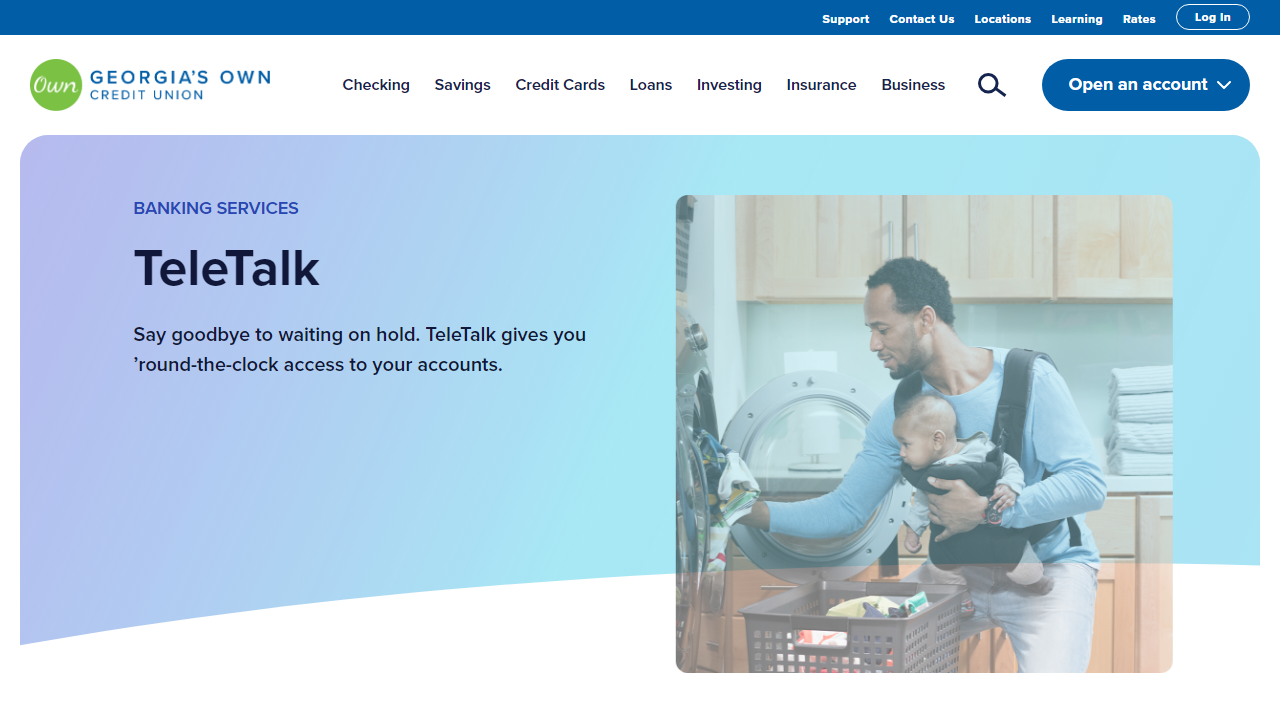 Support Contact Us Locations Learning Rates Log In
Own GEORGIA'S OWN
CREDIT UNION
Checking Savings Credit Cards Loans Investing Insurance Business Open an account
BANKING SERVICES
TeleTalk
Say goodbye to waiting on hold. TeleTalk gives you
’round-the-clock access to your accounts.